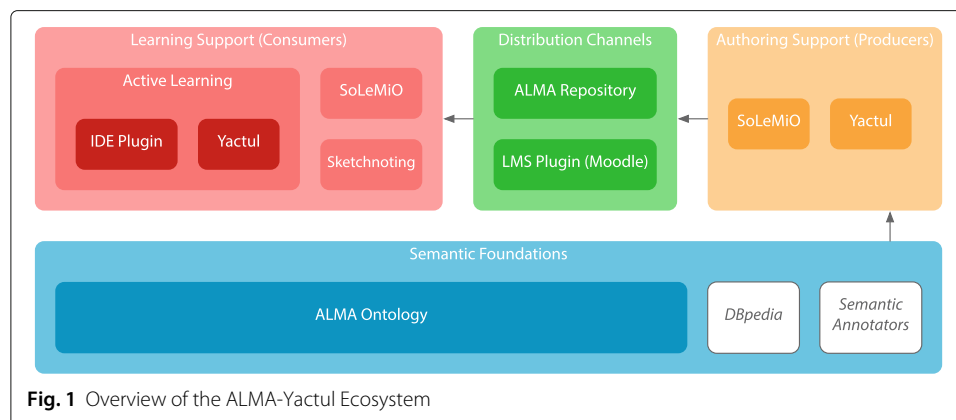 Learning Support (Consumers)
Active Learning
IDE Plugin
Yactul
SoLeMiO
Sketchnoting
Distribution Channels
ALMA Repository
LMS Plugin (Moodle)
Authoring Support (Producers)
SoLeMiO
Yactul
Semantic Foundations
ALMA Ontology
DBpedia
Semantic
Annotators
Fig. 1 Overview of the ALMA-Yactul Ecosystem